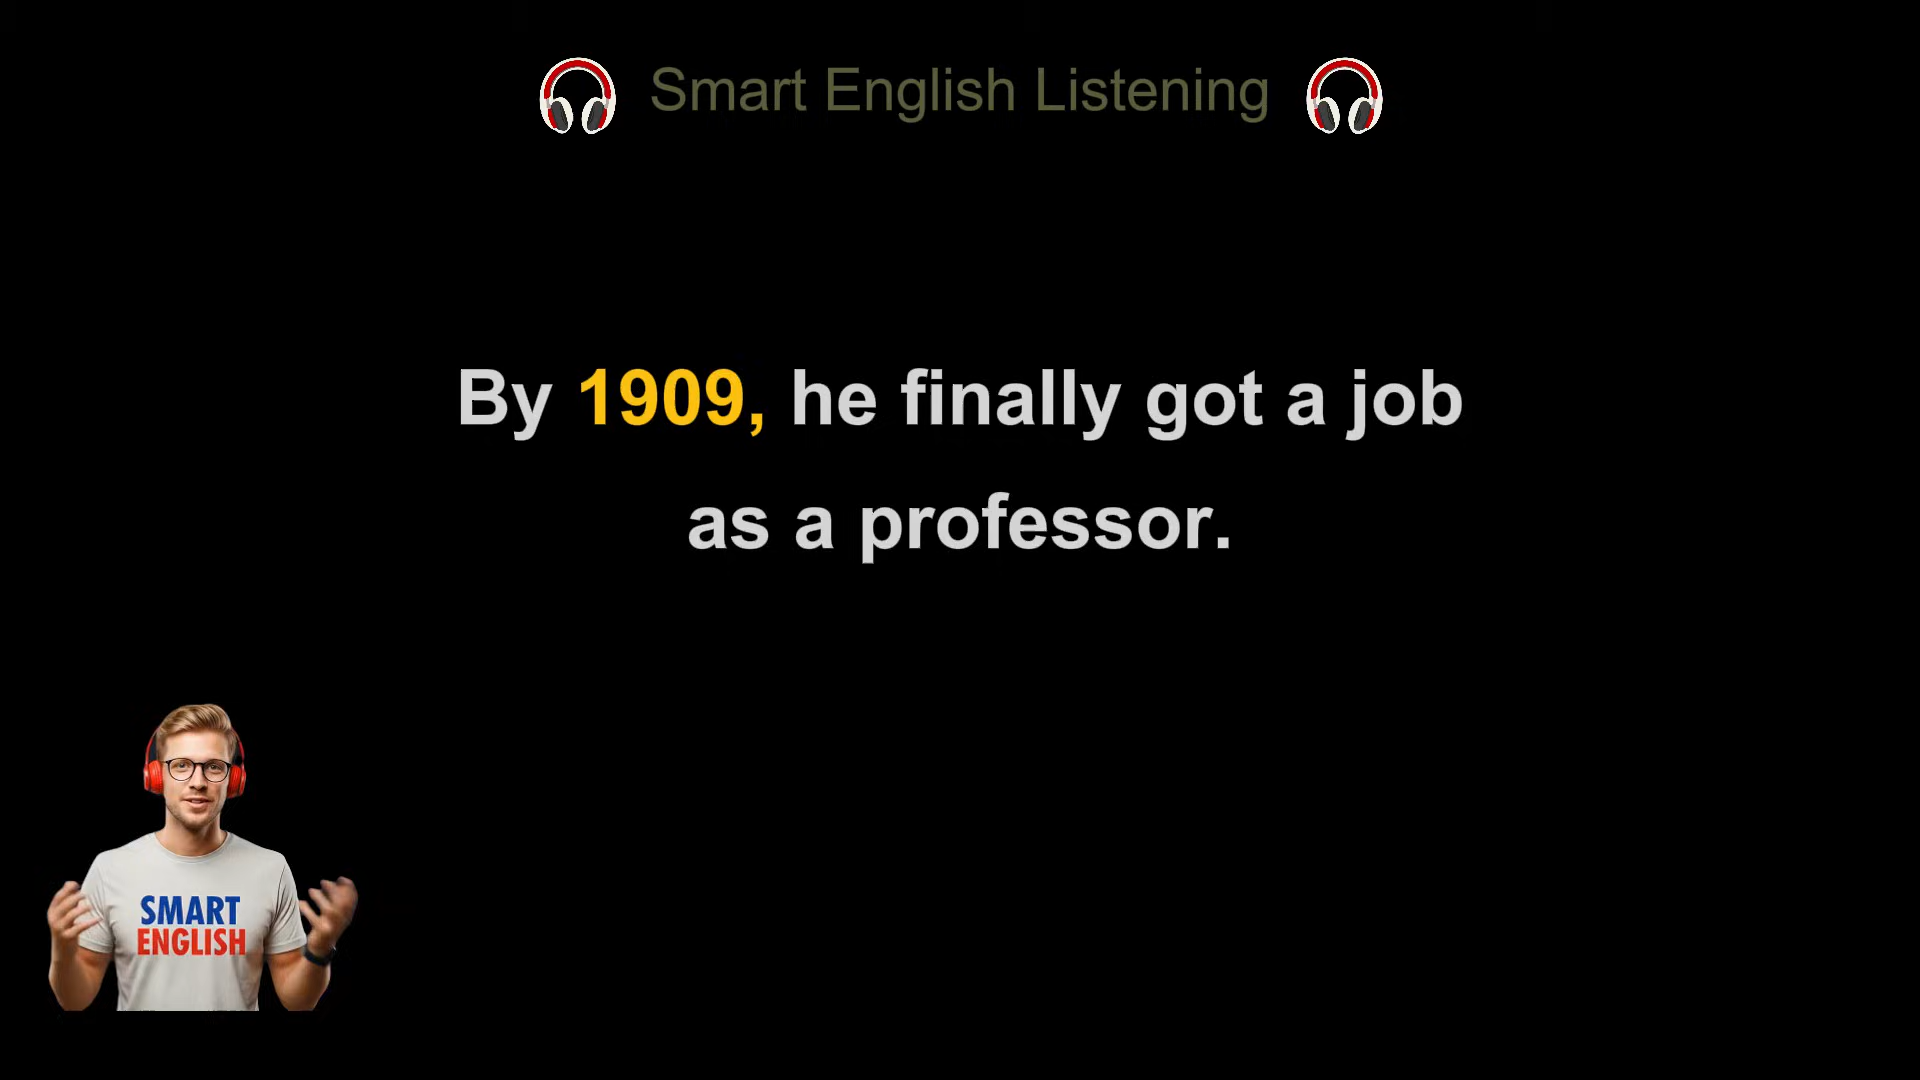 Smart English Listening
By 1909, he finally got a job
as a professor.
SMART
ENGLISH